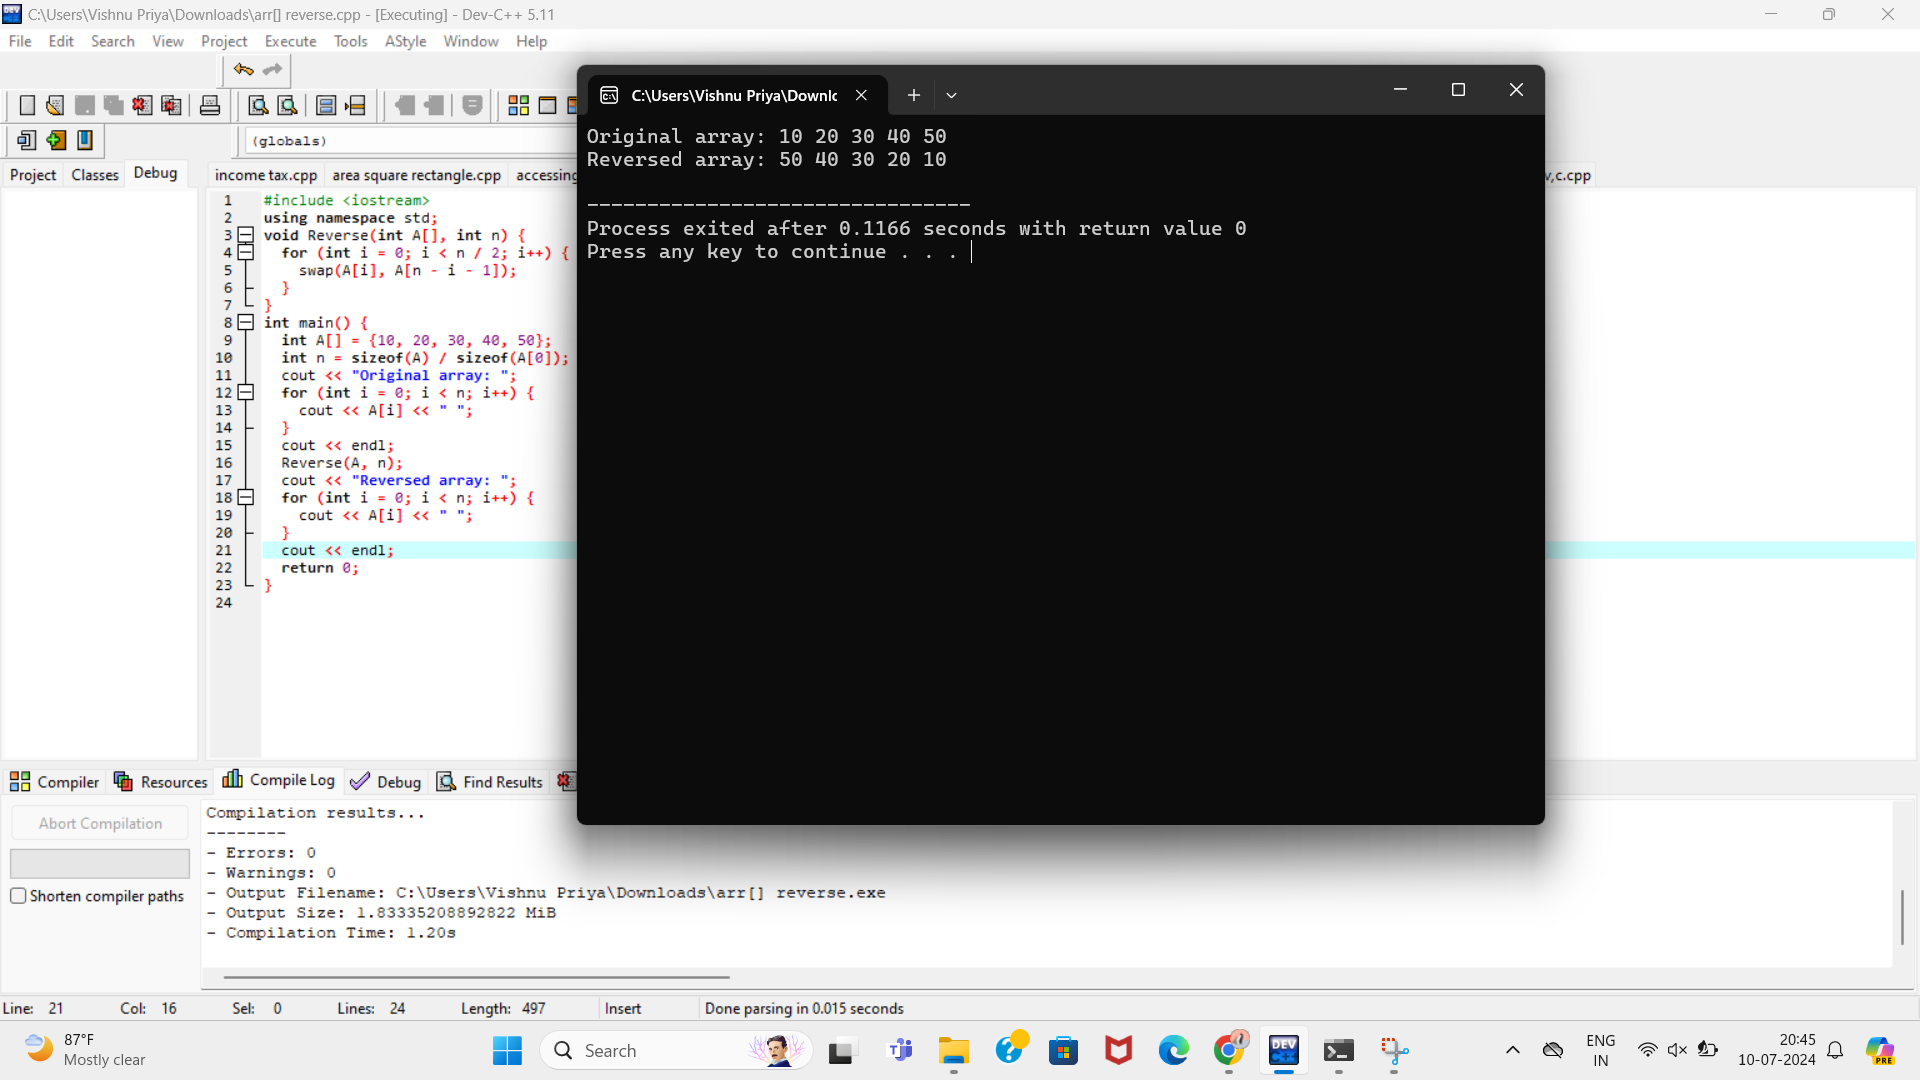 C:\Users\Vishnu Priya\Downloads\arr[] reverse.cpp - [Executing] - Dev-C++ 5.11
File Edit Search View Project Execute Tools AStyle Window Help
(globals)
Project Classes Debug
income tax.cpp area square rectangle.cpp accessing
v,c.cpp
1 #include <iostream>
2 using namespace std;
3 void Reverse(int A[], int n) {
4 for (int i = 0; i < n / 2; i++) {
5 swap(A[i], A[n - i - 1]);
6 }
7 }
8 int main() {
9 int A[] = {10, 20, 30, 40, 50};
10 int n = sizeof(A) / sizeof(A[0]);
11 cout << "Original array: ";
12 for (int i = 0; i < n; i++) {
13 cout << A[i] << " ";
14 }
15 cout << endl;
16 Reverse(A, n);
17 cout << "Reversed array: ";
18 for (int i = 0; i < n; i++) {
19 cout << A[i] << " ";
20 }
21 cout << endl;
22 return 0;
23 }
24
C:\Users\Vishnu Priya\Downlc
Original array: 10 20 30 40 50
Reversed array: 50 40 30 20 10
--------------------------------
Process exited after 0.1166 seconds with return value 0
Press any key to continue . . .
Compiler Resources Compile Log Debug Find Results
Abort Compilation
Shorten compiler paths
Compilation results...
--------
- Errors: 0
- Warnings: 0
- Output Filename: C:\Users\Vishnu Priya\Downloads\arr[] reverse.exe
- Output Size: 1.83335208892822 MiB
- Compilation Time: 1.20s
Line: 21 Col: 16 Sel: 0 Lines: 24 Length: 497 Insert Done parsing in 0.015 seconds
87°F
Mostly clear
Search
DEV
ENG
IN
20:45
10-07-2024
PRE